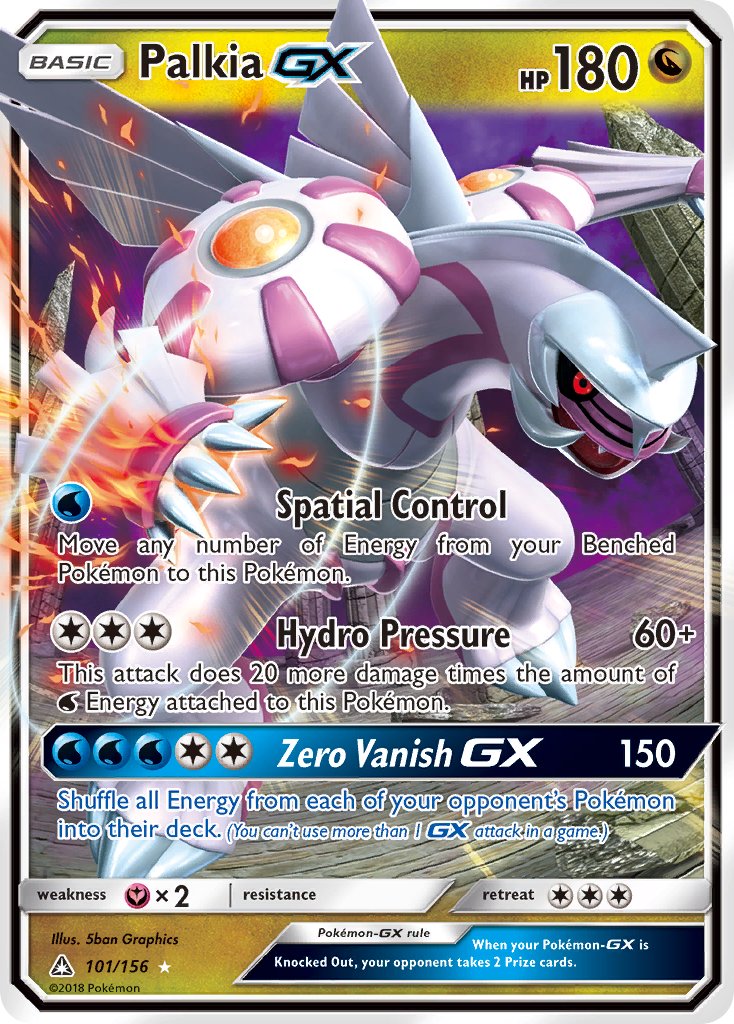 BASIC Palkia GX HP 180
Spatial Control
Move any number of Energy from your Benched
Pokémon to this Pokémon.
Hydro Pressure 60+
This attack does 20 more damage times the amount of
Energy attached to this Pokémon.
Zero Vanish GX 150
Shuffle all Energy from each of your opponent's Pokémon
into their deck. (You can't use more than 1 GX attack in a game.)
weakness ×2 resistance retreat
Illus. 5ban Graphics
101/156
©2018 Pokémon
Pokémon-GX rule
When your Pokémon-GX is
Knocked Out, your opponent takes 2 Prize cards.